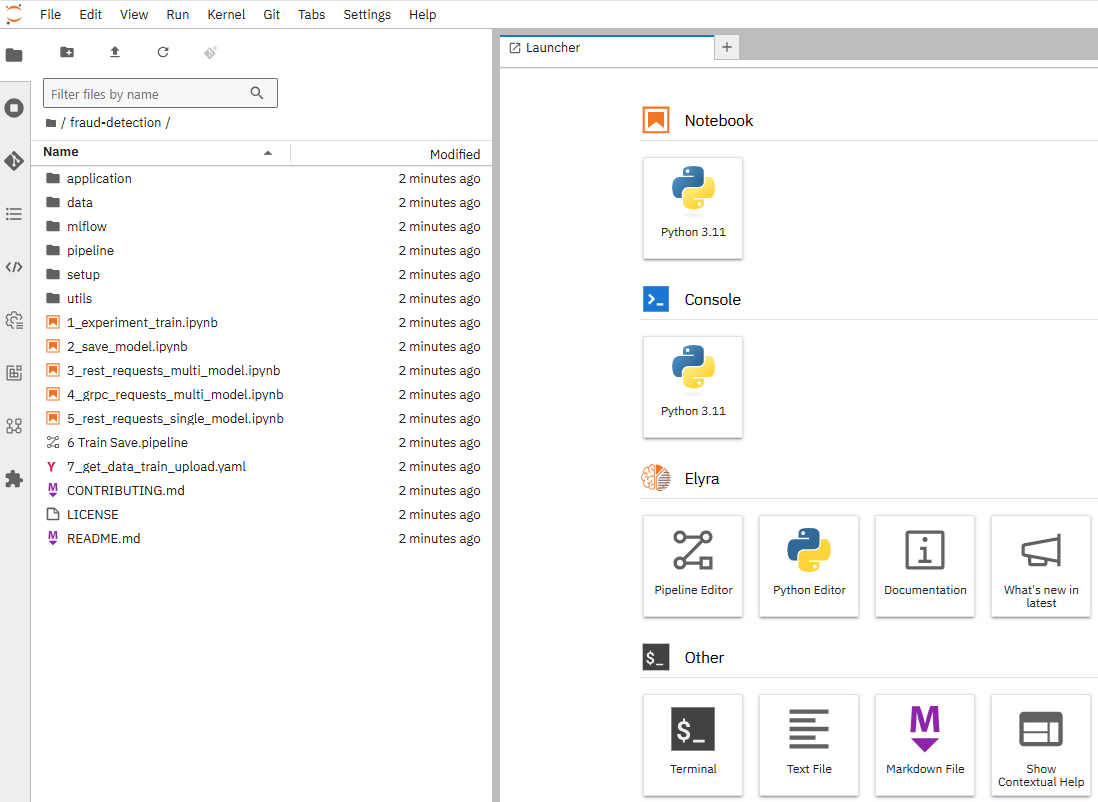 File Edit View Run Kernel Git Tabs Settings Help
Launcher
Filter files by name
/ fraud-detection /
Name Modified
application 2 minutes ago
data 2 minutes ago
mlflow 2 minutes ago
pipeline 2 minutes ago
setup 2 minutes ago
utils 2 minutes ago
1_experiment_train.ipynb 2 minutes ago
2_save_model.ipynb 2 minutes ago
3_rest_requests_multi_model.ipynb 2 minutes ago
4_grpc_requests_multi_model.ipynb 2 minutes ago
5_rest_requests_single_model.ipynb 2 minutes ago
6 Train Save.pipeline 2 minutes ago
7_get_data_train_upload.yaml 2 minutes ago
CONTRIBUTING.md 2 minutes ago
LICENSE 2 minutes ago
README.md 2 minutes ago
Notebook
Python 3.11
Console
Python 3.11
Elyra
Pipeline Editor
Python Editor
Documentation
What's new in
latest
$_ Other
$_
Terminal
Text File
M
Markdown File
Show
Contextual Help